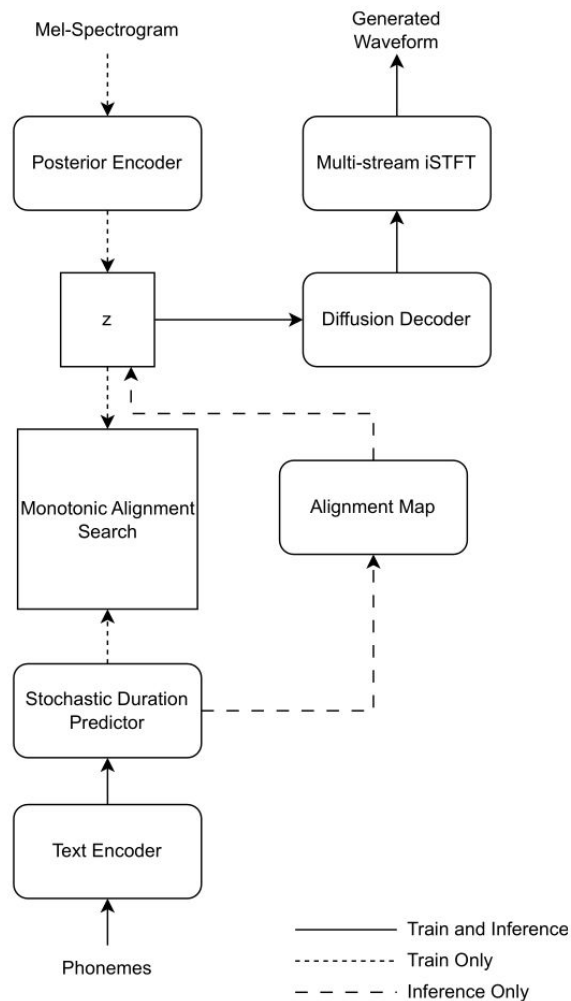 Mel-Spectrogram
Generated
Waveform
Posterior Encoder
Multi-stream iSTFT
z
Diffusion Decoder
Monotonic Alignment
Search
Alignment Map
Stochastic Duration
Predictor
Text Encoder
Phonemes
Train and Inference
Train Only
Inference Only